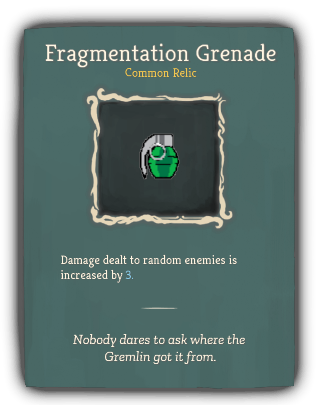 Fragmentation Grenade
Common Relic
Damage dealt to random enemies is
increased by 3.
Nobody dares to ask where the
Gremlin got it from.